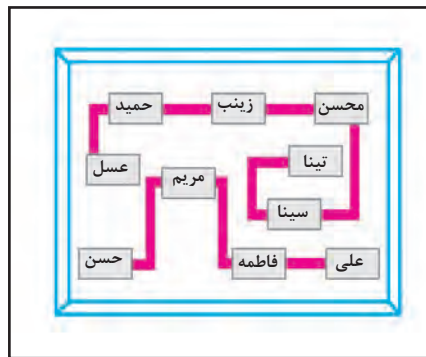 محسن
زینب
حمید
تینا
عسل
مریم
سینا
علی
فاطمه
حسن